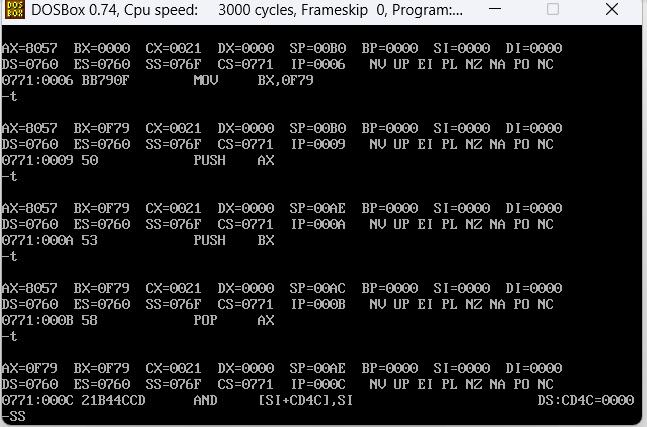 DOS BOX DOSBox 0.74, Cpu speed: 3000 cycles, Frameskip 0, Program:...
AX=8057 BX=0000 CX=0021 DX=0000 SP=00B0 BP=0000 SI=0000 DI=0000
DS=0760 ES=0760 SS=076F CS=0771 IP=0006 NV UP EI PL NZ NA PO NC
0771:0006 BB790F MOV BX,0F79
-t
AX=8057 BX=0F79 CX=0021 DX=0000 SP=00B0 BP=0000 SI=0000 DI=0000
DS=0760 ES=0760 SS=076F CS=0771 IP=0009 NV UP EI PL NZ NA PO NC
0771:0009 50 PUSH AX
-t
AX=8057 BX=0F79 CX=0021 DX=0000 SP=00AE BP=0000 SI=0000 DI=0000
DS=0760 ES=0760 SS=076F CS=0771 IP=000A NV UP EI PL NZ NA PO NC
0771:000A 53 PUSH BX
-t
AX=8057 BX=0F79 CX=0021 DX=0000 SP=00AC BP=0000 SI=0000 DI=0000
DS=0760 ES=0760 SS=076F CS=0771 IP=000B NV UP EI PL NZ NA PO NC
0771:000B 58 POP AX
-t
AX=0F79 BX=0F79 CX=0021 DX=0000 SP=00AE BP=0000 SI=0000 DI=0000
DS=0760 ES=0760 SS=076F CS=0771 IP=000C NV UP EI PL NZ NA PO NC
0771:000C 21B44CCD AND [SI+CD4C],SI DS:CD4C=0000
-SS